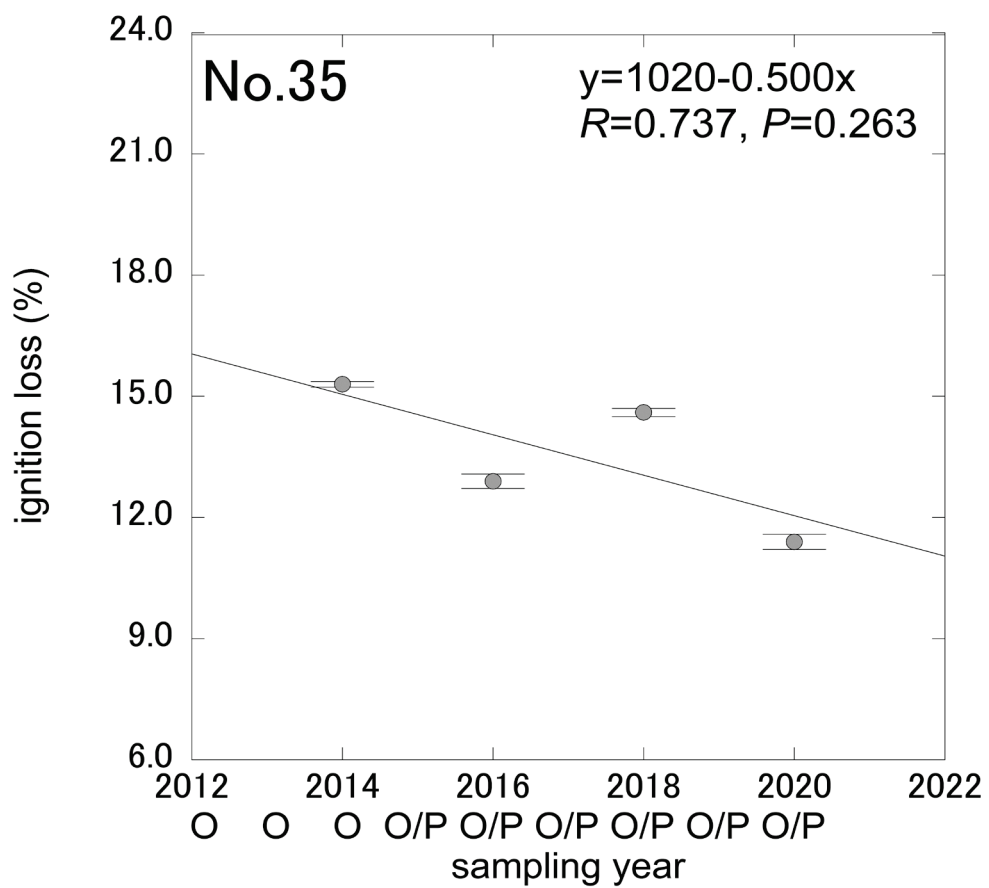 24.0
No.35
y=1020-0.500x
R=0.737, P=0.263
21.0
18.0
15.0
12.0
9.0
6.0
ignition loss (%)
2012 2014 2016 2018 2020 2022
O O O O/P O/P O/P O/P O/P O/P
sampling year